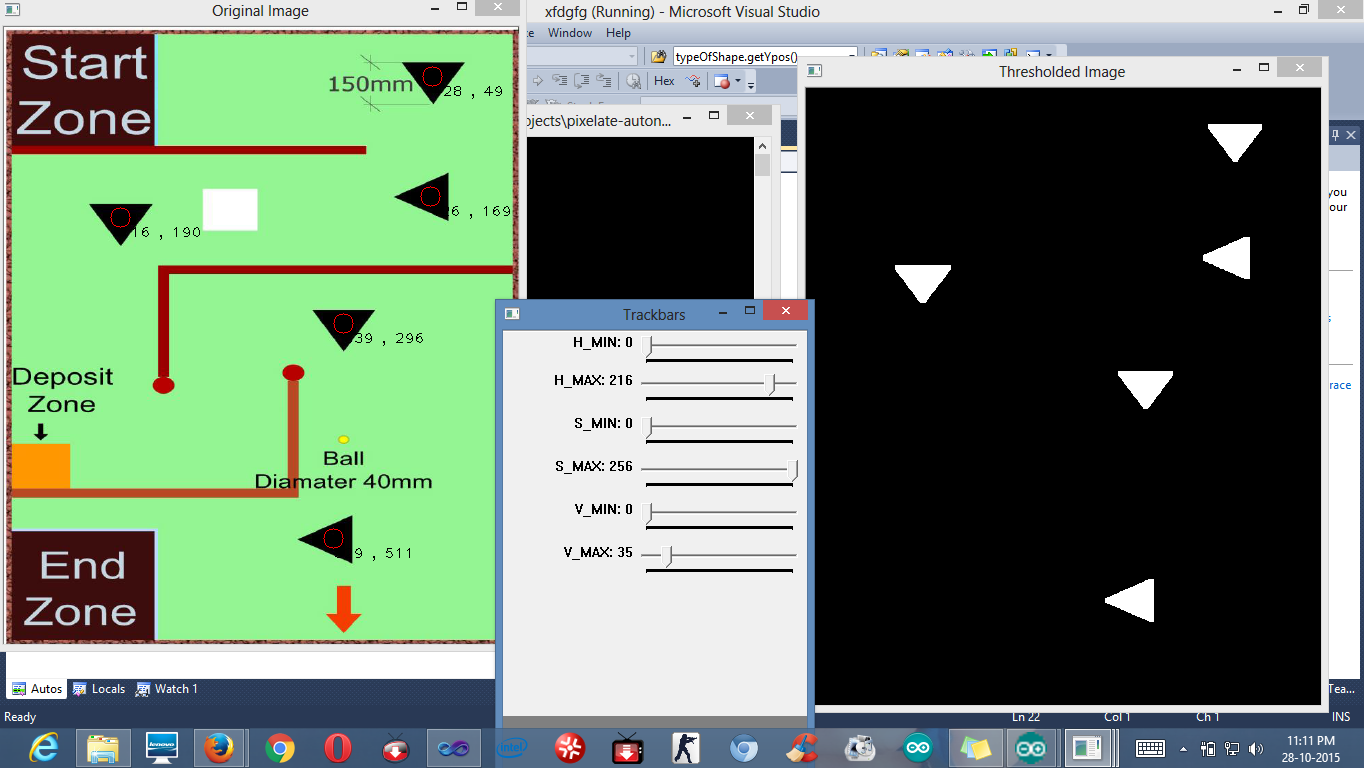 Original Image
xfdgfg (Running) - Microsoft Visual Studio
Window Help
typeOfShape.getYpos()
Hex
Thresholded Image
ojects\pixelate-auton...
Start
Zone
150mm
28 , 49
169
16 , 190
39 , 296
Deposit
Zone
Ball
Diamater 40mm
9 , 511
End
Zone
Trackbars
H_MIN: 0
H_MAX: 216
S_MIN: 0
S_MAX: 256
V_MIN: 0
V_MAX: 35
you
our
race
Tea...
Autos Locals Watch 1
Ready
Ln 22 Col 1 Ch 1 INS
lenovo
intel
11:11 PM
28-10-2015